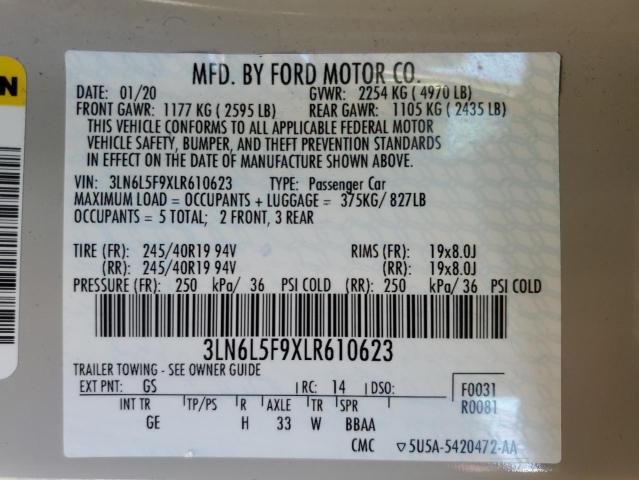 N
MFD. BY FORD MOTOR CO.
DATE: 01/20 GVWR: 2254 KG ( 4970 LB)
FRONT GAWR: 1177 KG ( 2595 LB) REAR GAWR: 1105 KG ( 2435 LB)
THIS VEHICLE CONFORMS TO ALL APPLICABLE FEDERAL MOTOR
VEHICLE SAFETY, BUMPER, AND THEFT PREVENTION STANDARDS
IN EFFECT ON THE DATE OF MANUFACTURE SHOWN ABOVE.
VIN: 3LN6L5F9XLR610623 TYPE: Passenger Car
MAXIMUM LOAD = OCCUPANTS + LUGGAGE = 375KG/ 827LB
OCCUPANTS = 5 TOTAL; 2 FRONT, 3 REAR
TIRE (FR): 245/40R19 94V RIMS (FR): 19x8.0J
(RR): 245/40R19 94V (RR): 19x8.0J
PRESSURE (FR): 250 kPa/ 36 PSI COLD (RR): 250 kPa/ 36 PSI COLD
3LN6L5F9XLR610623
TRAILER TOWING - SEE OWNER GUIDE
EXT PNT: GS RC: 14 DSO: F0031
R0081
INT TR TP/PS R AXLE TR SPR
GE H 33 W BBAA
CMC ▽5U5A-5420472-AA